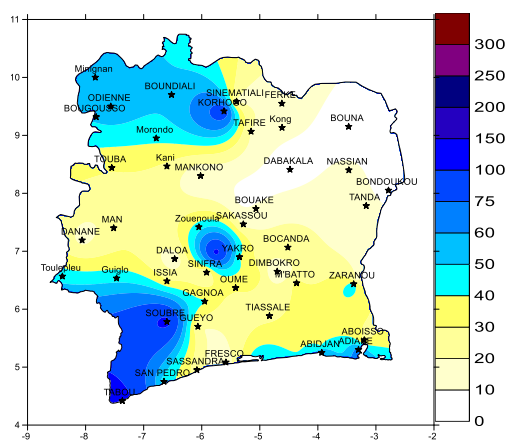 11
10
9
8
7
6
5
4
-9 -8 -7 -6 -5 -4 -3 -2
300
250
200
150
100
75
60
50
40
30
20
10
0
Minignan
BOUNDIALI
SINEMATIALI
ODIENNE
KORHOGO
FERKE
BOUGOUSSO
TAFIRE
Kong
BOUNA
Morondo
TOUBA
Kani
MANKONO
DABAKALA
NASSIAN
BONDOUKOU
TANDA
BOUAKE
Zouenoula
SAKASSOU
MAN
DANANE
YAKRO
BOCANDA
DALOA
DIMBOKRO
Toulepleu
Guiglo
ISSIA
SINFRA
OUME
M'BATTO
ZARANOU
GAGNOA
SOUBRE
GUEYO
TIASSALE
ABOISSO
ABIDJAN
ADIAKE
FRESCO
SASSANDRA
SAN PEDRO
TABOU